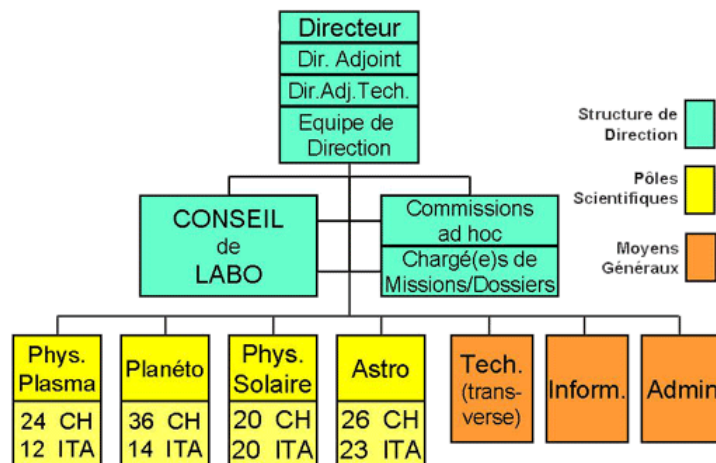 Directeur
Dir. Adjoint
Dir.Adj.Tech.
Equipe de
Direction
Structure de
Direction
Pôles
Scientifiques
Moyens
Généraux
CONSEIL
de
LABO
Commissions
ad hoc
Chargé(e)s de
Missions/Dossiers
Phys.
Plasma
24 CH
12 ITA
Planéto
36 CH
14 ITA
Phys.
Solaire
20 CH
20 ITA
Astro
26 CH
23 ITA
Tech.
(trans-
verse)
Inform.
Admin